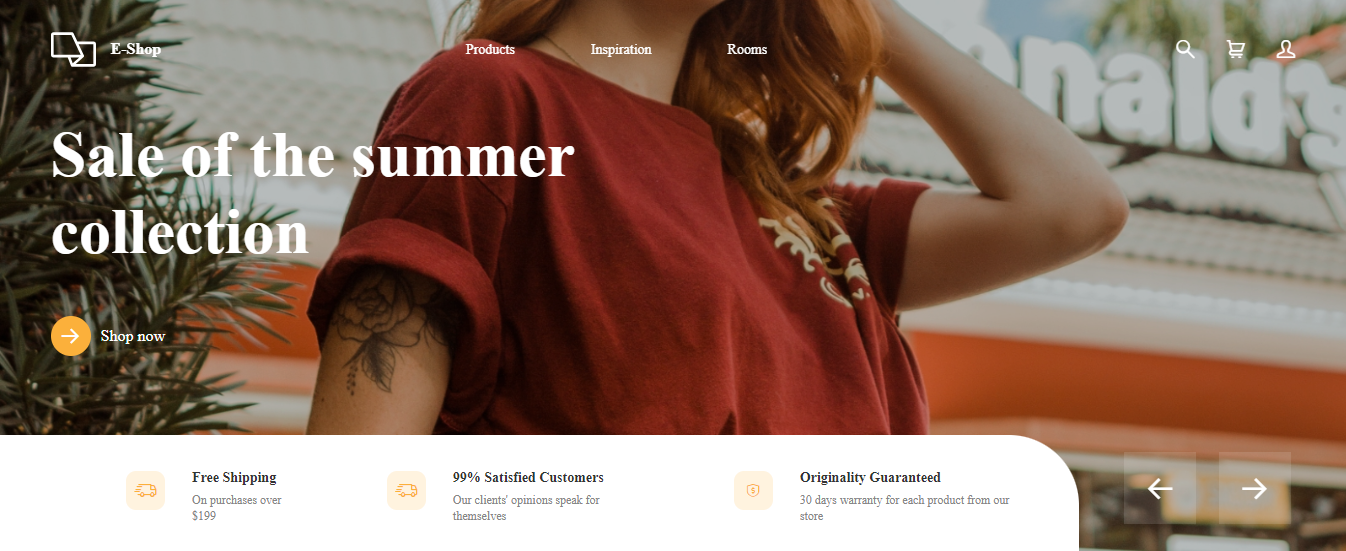 E-Shop
Products
Inspiration
Rooms
onald's
Sale of the summer
collection
Shop now
Free Shipping
On purchases over
$199
99% Satisfied Customers
Our clients' opinions speak for
themselves
Originality Guaranteed
30 days warranty for each product from our
store